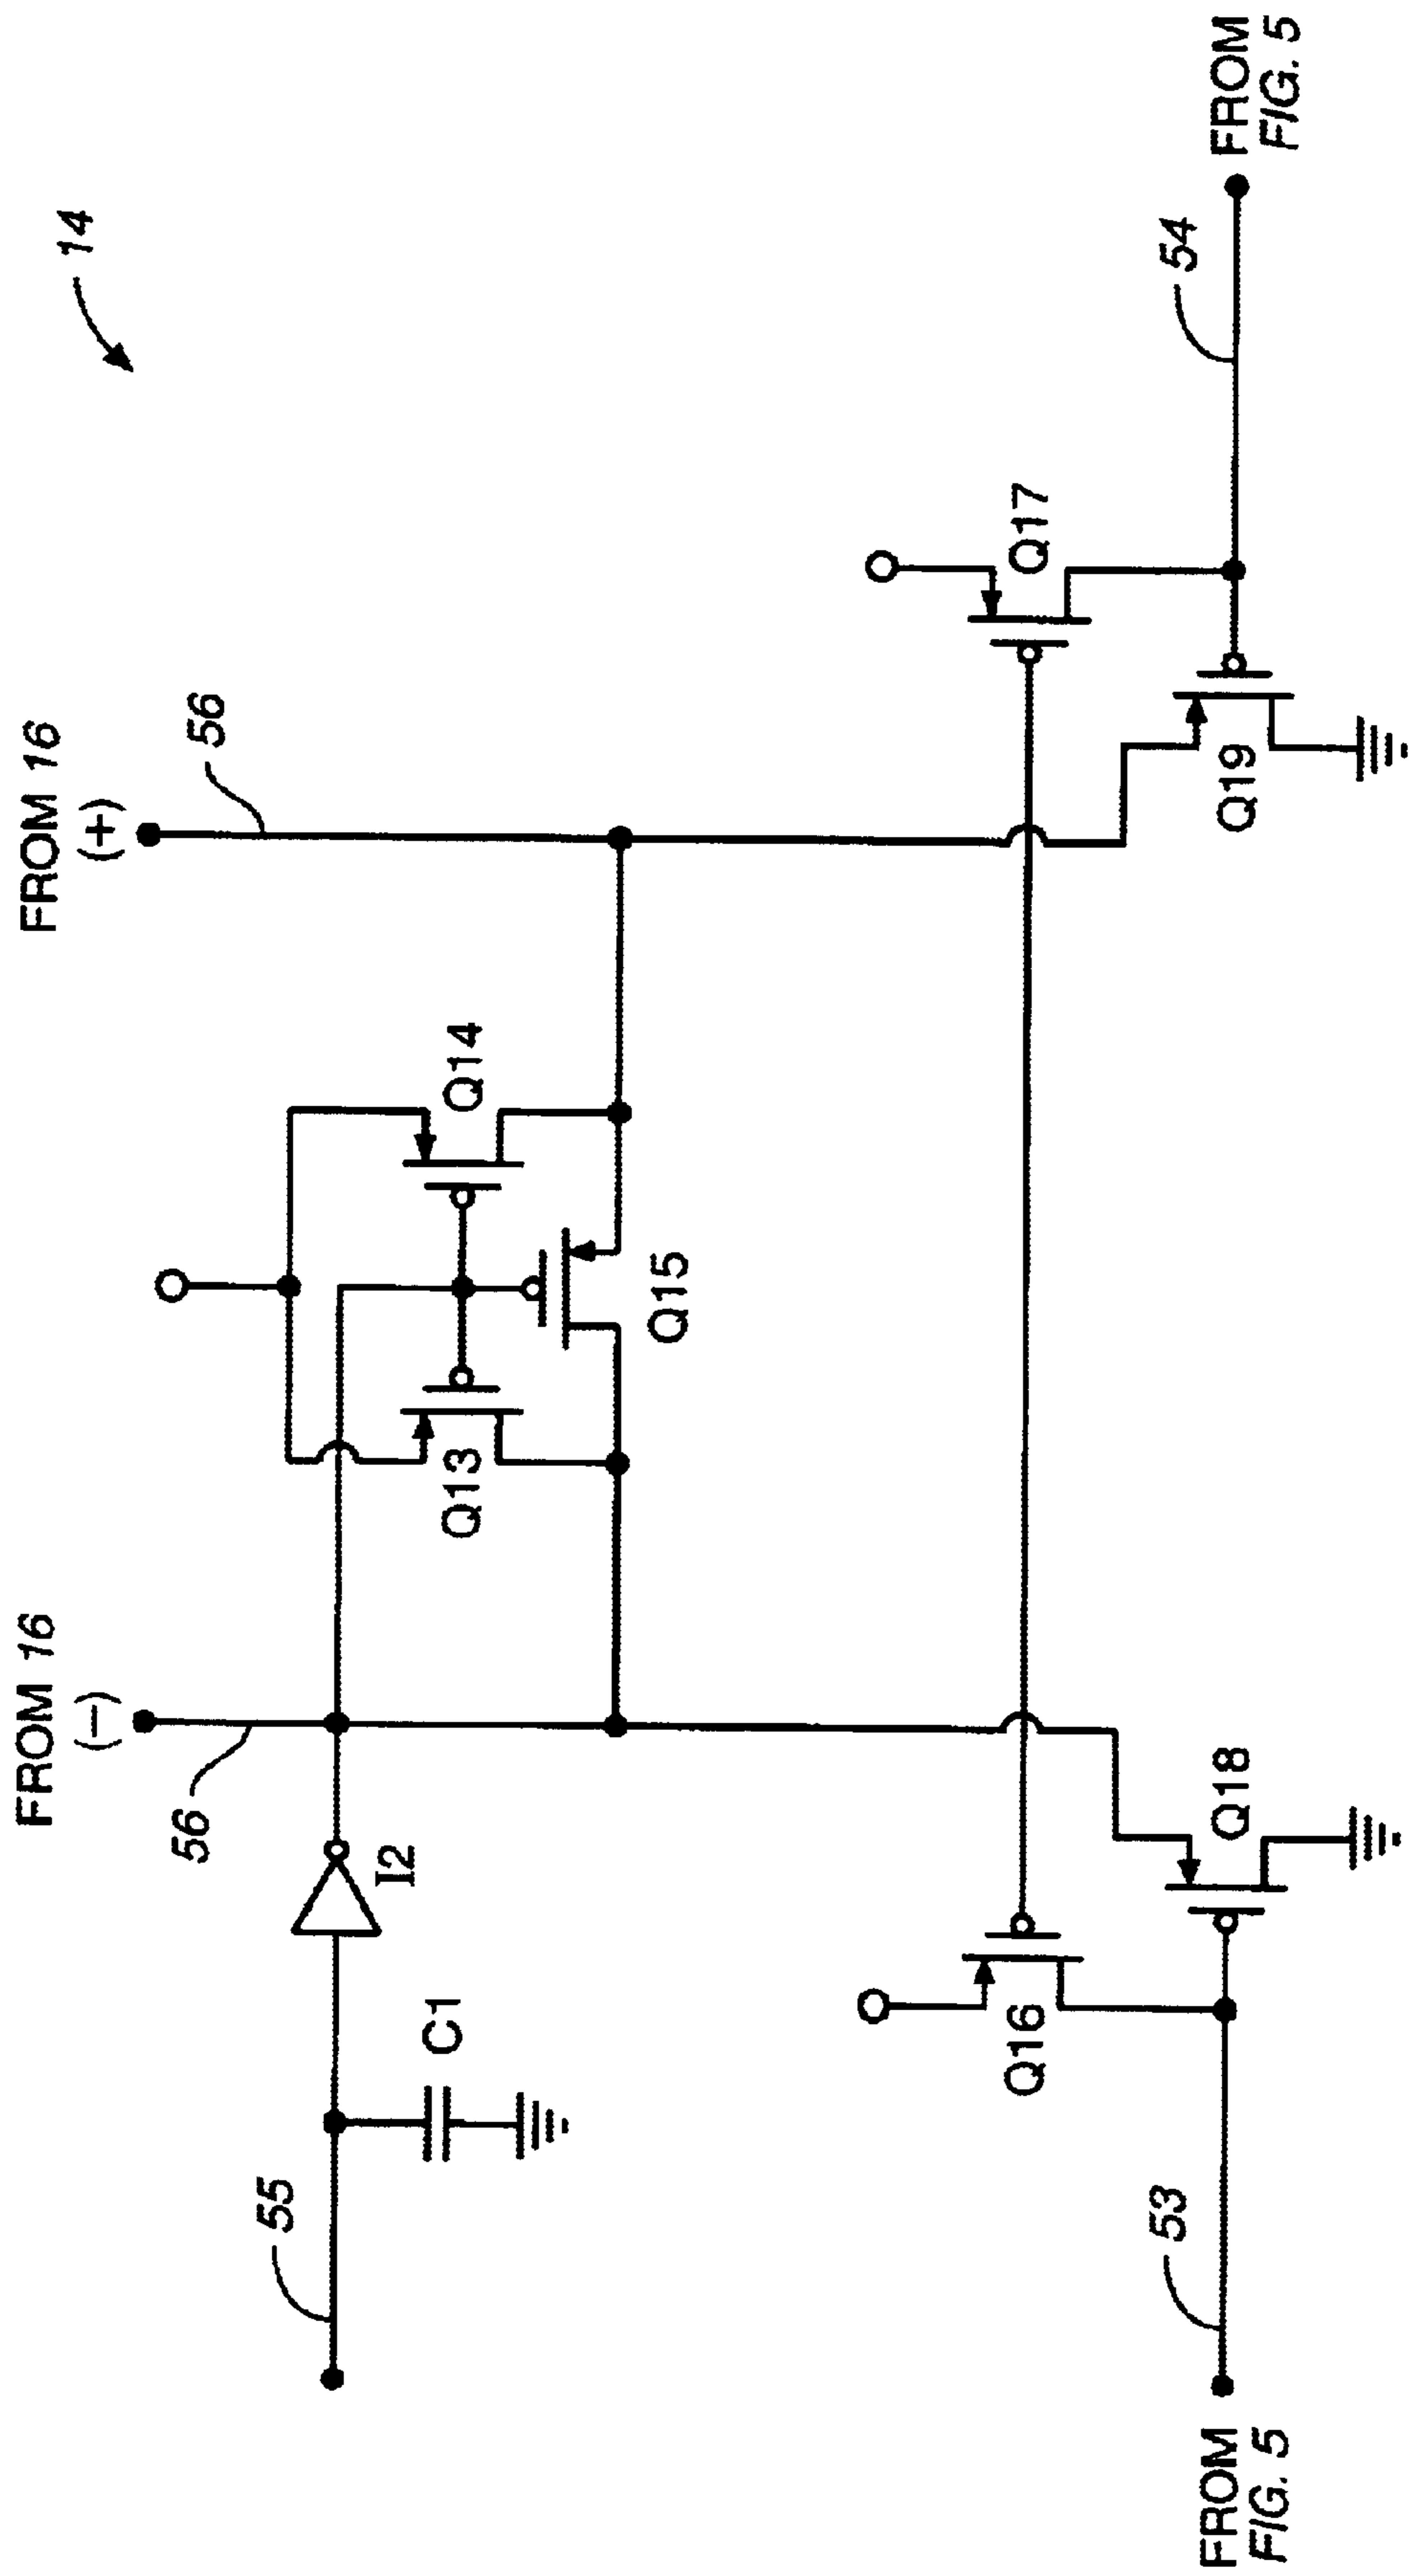 14
FROM 16
(−)
FROM 16
(+)
56
56
55
C1
I2
Q13
Q14
Q15
Q16
Q17
Q18
Q19
53
54
FROM
FIG. 5
FROM
FIG. 5